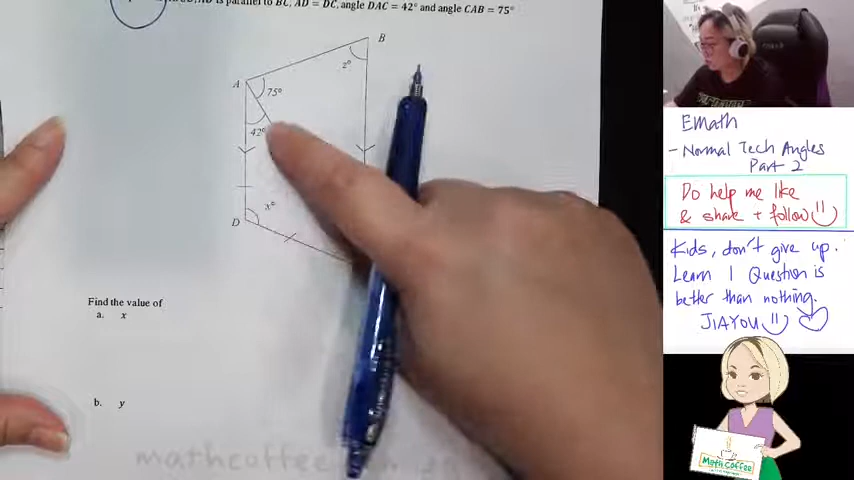 is parallel to BC, AD = DC, angle DAC = 42° and angle CAB = 75°
B
z°
A
75°
42°
x°
D
Find the value of
a. x
b. y
mathcoffee
EMath
- Normal Tech Angles
Part 2
Do help me like
& share + follow
Kids, don't give up.
Learn 1 Question is
better than nothing.
JIAYOU
Math Coffee